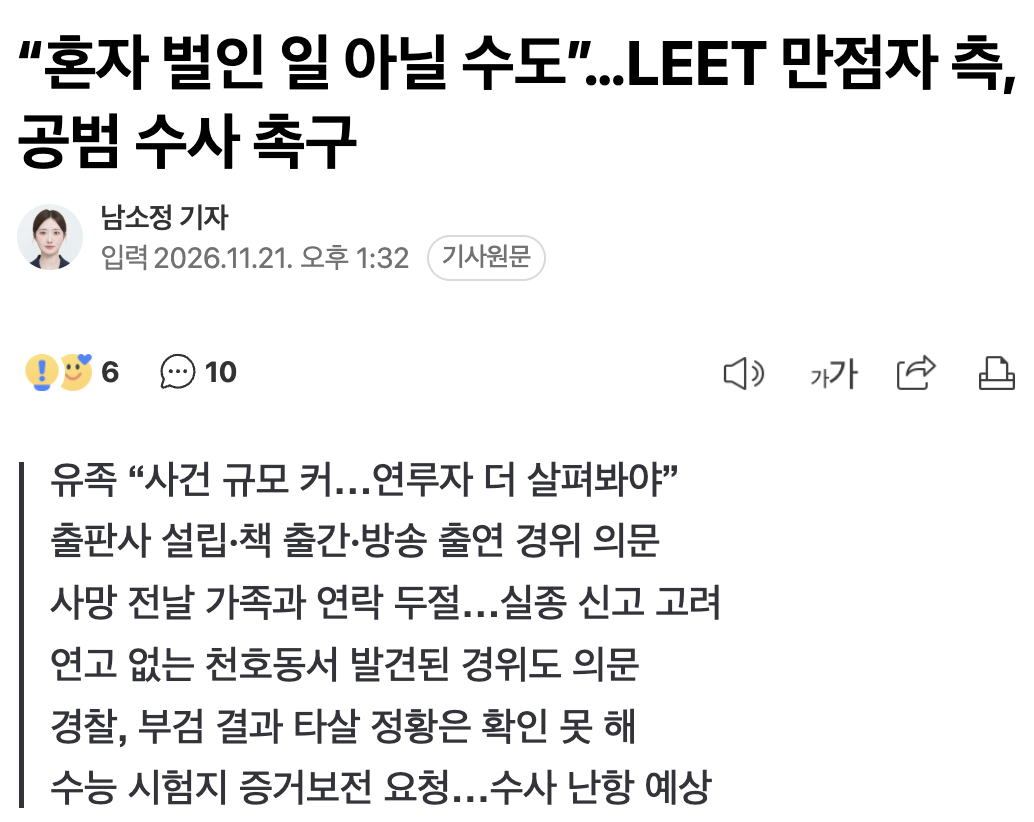 “혼자 벌인 일 아닐 수도”...LEET 만점자 측,
공범 수사 촉구
남소정 기자
입력 2026.11.21. 오후 1:32 기사원문
6 10 가가
유족 “사건 규모 커…연루자 더 살펴봐야”
출판사 설립·책 출간·방송 출연 경위 의문
사망 전날 가족과 연락 두절…실종 신고 고려
연고 없는 천호동서 발견된 경위도 의문
경찰, 부검 결과 타살 정황은 확인 못 해
수능 시험지 증거보전 요청…수사 난항 예상